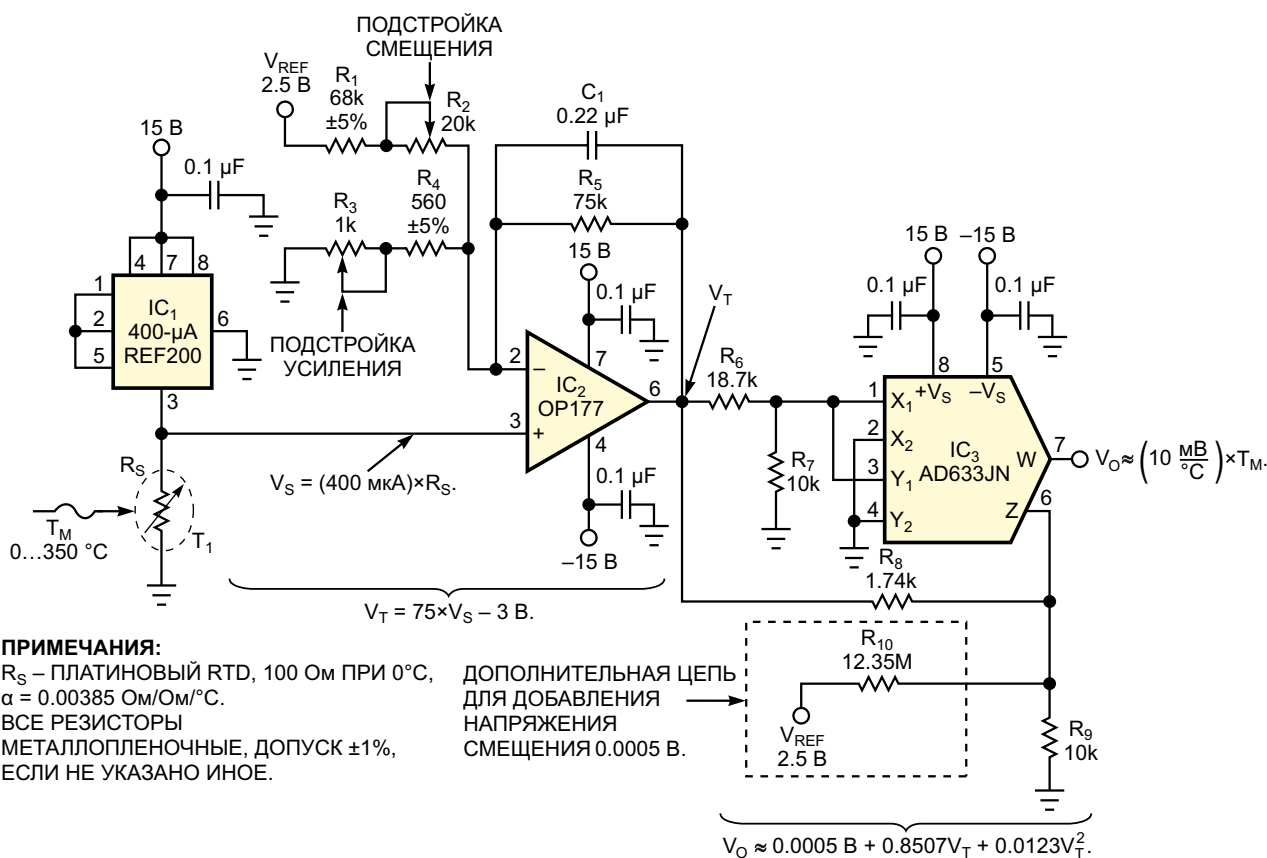 ПОДСТРОЙКА
СМЕЩЕНИЯ
V_REF
2.5 В
R1
68k
±5%
R2
20k
C1
0.22 µF
15 В
0.1 µF
R3
1k
R4
560
±5%
R5
75k
ПОДСТРОЙКА
УСИЛЕНИЯ
4 7 8
1
2
5
6
3
IC1
400-µA
REF200
15 В
0.1 µF
2
–
3
+
7
4
6
IC2
OP177
0.1 µF
–15 В
V_T
R6
18.7k
R7
10k
15 В
–15 В
0.1 µF
0.1 µF
8
5
+V_S
–V_S
1
X1
2
X2
3
Y1
4
Y2
IC3
AD633JN
W
7
Z
6
V_O ≈ (10 мВ/°C)×T_M.
R_S
T1
T_M
0…350 °C
V_S = (400 мкА)×R_S.
V_T = 75×V_S – 3 В.
R8
1.74k
R10
12.35M
V_REF
2.5 В
R9
10k
ДОПОЛНИТЕЛЬНАЯ ЦЕПЬ
ДЛЯ ДОБАВЛЕНИЯ
НАПРЯЖЕНИЯ
СМЕЩЕНИЯ 0.0005 В.
ПРИМЕЧАНИЯ:
R_S – ПЛАТИНОВЫЙ RTD, 100 Ом ПРИ 0°C,
α = 0.00385 Ом/Ом/°C.
ВСЕ РЕЗИСТОРЫ
МЕТАЛЛОПЛЕНОЧНЫЕ, ДОПУСК ±1%,
ЕСЛИ НЕ УКАЗАНО ИНОЕ.
V_O ≈ 0.0005 В + 0.8507V_T + 0.0123V_T².